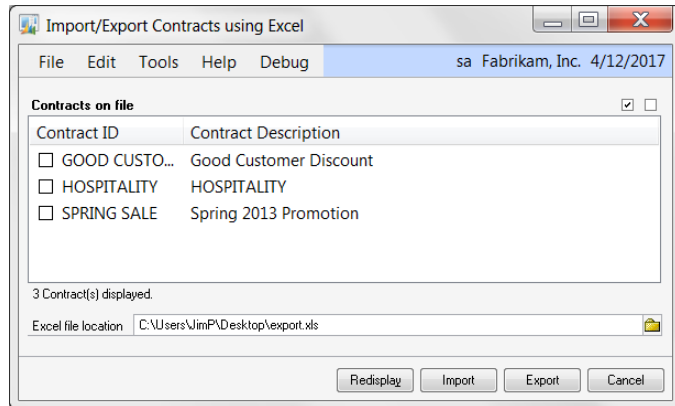 Import/Export Contracts using Excel
File Edit Tools Help Debug sa Fabrikam, Inc. 4/12/2017
Contracts on file
Contract ID Contract Description
GOOD CUSTO... Good Customer Discount
HOSPITALITY HOSPITALITY
SPRING SALE Spring 2013 Promotion
3 Contract(s) displayed.
Excel file location C:\Users\JimP\Desktop\export.xls
Redisplay Import Export Cancel